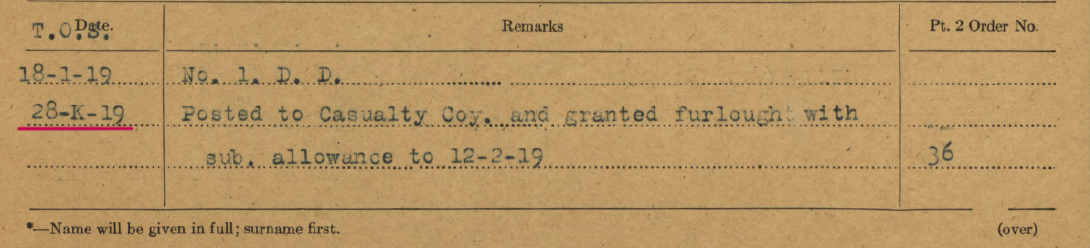 T.O.S. Date. Remarks Pt. 2 Order No.
18-1-19 No. 1. D. D.
28-K-19 Posted to Casualty Coy. and granted furlought with
sub. allowance to 12-2-19 36
*—Name will be given in full; surname first. (over)